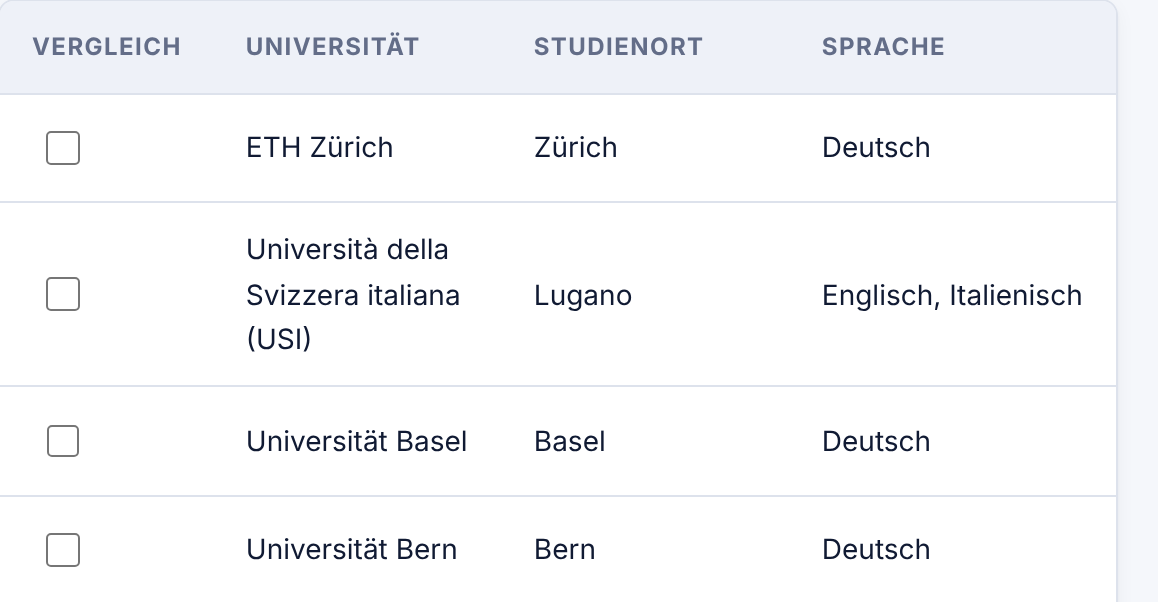 VERGLEICH UNIVERSITÄT STUDIENORT SPRACHE
ETH Zürich Zürich Deutsch
Università della
Svizzera italiana Lugano Englisch, Italienisch
(USI)
Universität Basel Basel Deutsch
Universität Bern Bern Deutsch